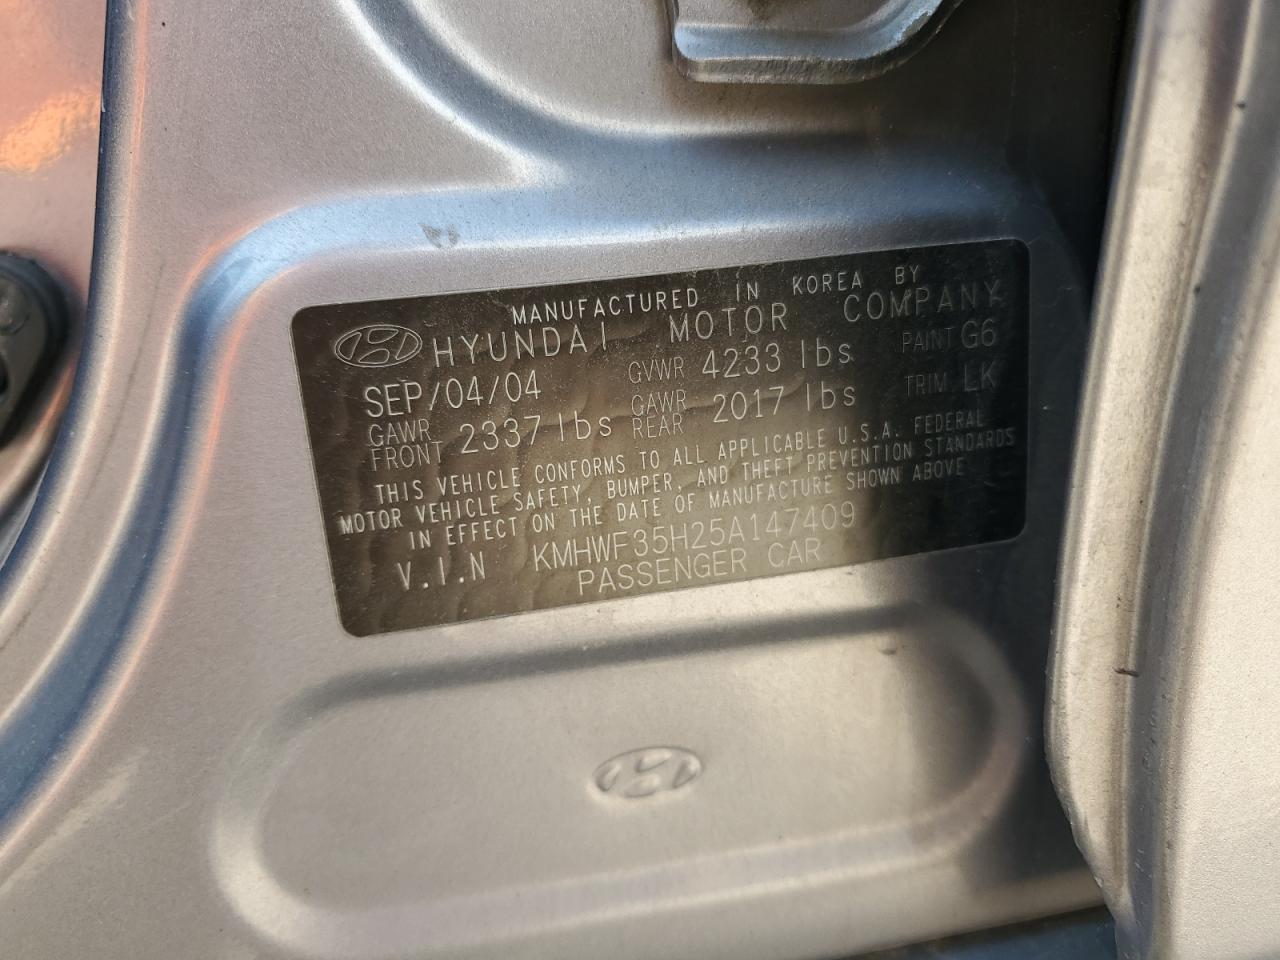 MANUFACTURED IN KOREA BY
HYUNDAI MOTOR COMPANY
SEP/04/04 GVWR 4233 lbs PAINT G6
GAWR FRONT 2337 lbs GAWR REAR 2017 lbs TRIM LK
THIS VEHICLE CONFORMS TO ALL APPLICABLE U.S.A. FEDERAL
MOTOR VEHICLE SAFETY, BUMPER, AND THEFT PREVENTION STANDARDS
IN EFFECT ON THE DATE OF MANUFACTURE SHOWN ABOVE
V.I.N KMHWF35H25A147409
PASSENGER CAR